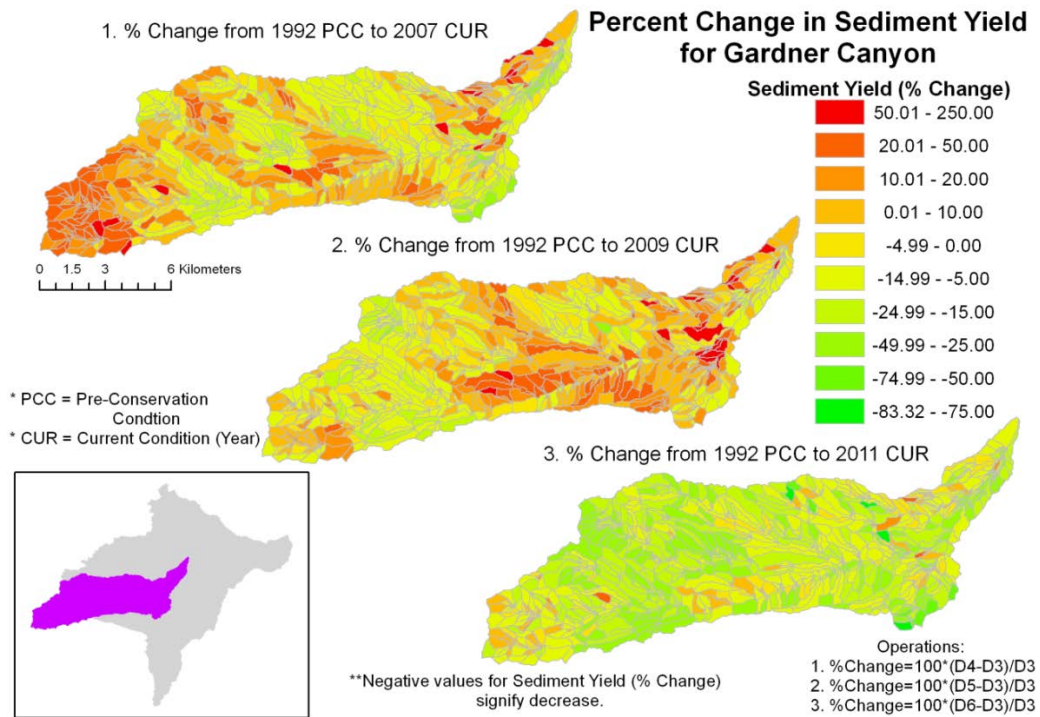 Percent Change in Sediment Yield
for Gardner Canyon
1. % Change from 1992 PCC to 2007 CUR
Sediment Yield (% Change)
50.01 - 250.00
20.01 - 50.00
10.01 - 20.00
0.01 - 10.00
-4.99 - 0.00
-14.99 - -5.00
-24.99 - -15.00
-49.99 - -25.00
-74.99 - -50.00
-83.32 - -75.00
0 1.5 3 6 Kilometers
2. % Change from 1992 PCC to 2009 CUR
* PCC = Pre-Conservation
Condtion
* CUR = Current Condition (Year)
3. % Change from 1992 PCC to 2011 CUR
**Negative values for Sediment Yield (% Change)
signify decrease.
Operations:
1. %Change=100*(D4-D3)/D3
2. %Change=100*(D5-D3)/D3
3. %Change=100*(D6-D3)/D3